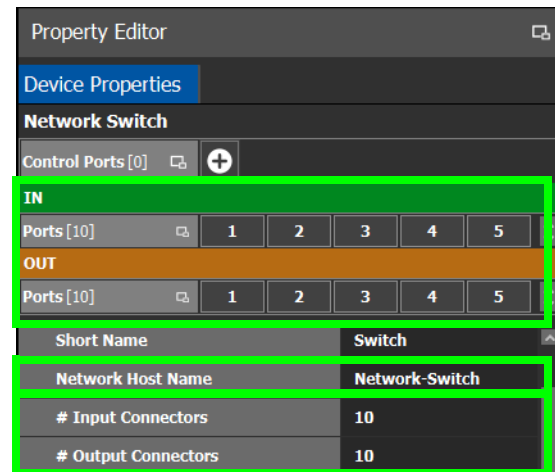 Property Editor
Device Properties
Network Switch
Control Ports [0]
IN
Ports [10] 1 2 3 4 5
OUT
Ports [10] 1 2 3 4 5
Short Name Switch
Network Host Name Network-Switch
# Input Connectors 10
# Output Connectors 10